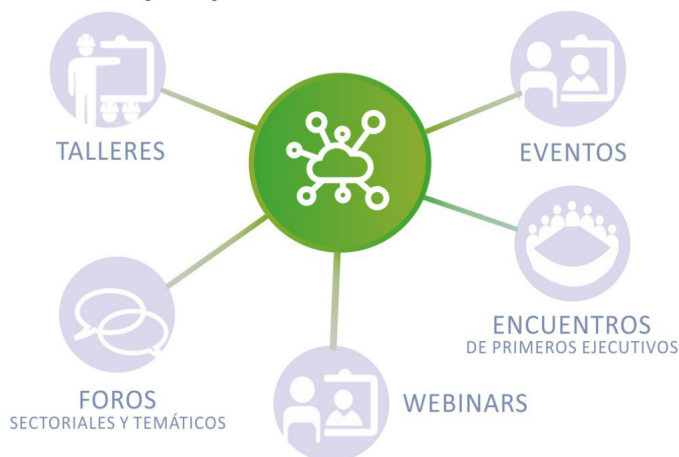 TALLERES
EVENTOS
ENCUENTROS
DE PRIMEROS EJECUTIVOS
FOROS
SECTORIALES Y TEMÁTICOS
WEBINARS